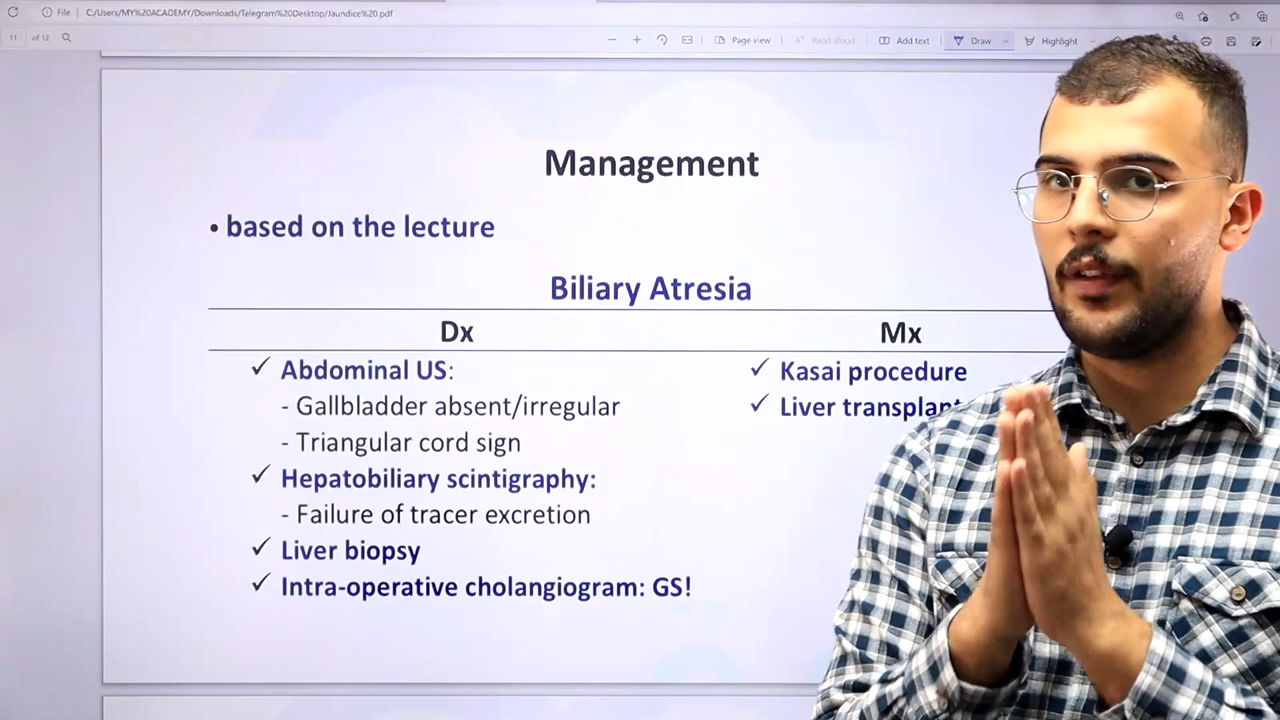 File
C:/Users/MY%20ACADEMY/Downloads/Telegram%20Desktop/Jaundice%20.pdf
11 of 12
Page view
Read aloud
Add text
Draw
Highlight
Management
• based on the lecture
Biliary Atresia
Dx
Mx
✓ Abdominal US:
- Gallbladder absent/irregular
- Triangular cord sign
✓ Hepatobiliary scintigraphy:
- Failure of tracer excretion
✓ Liver biopsy
✓ Intra-operative cholangiogram: GS!
✓ Kasai procedure
✓ Liver transplant